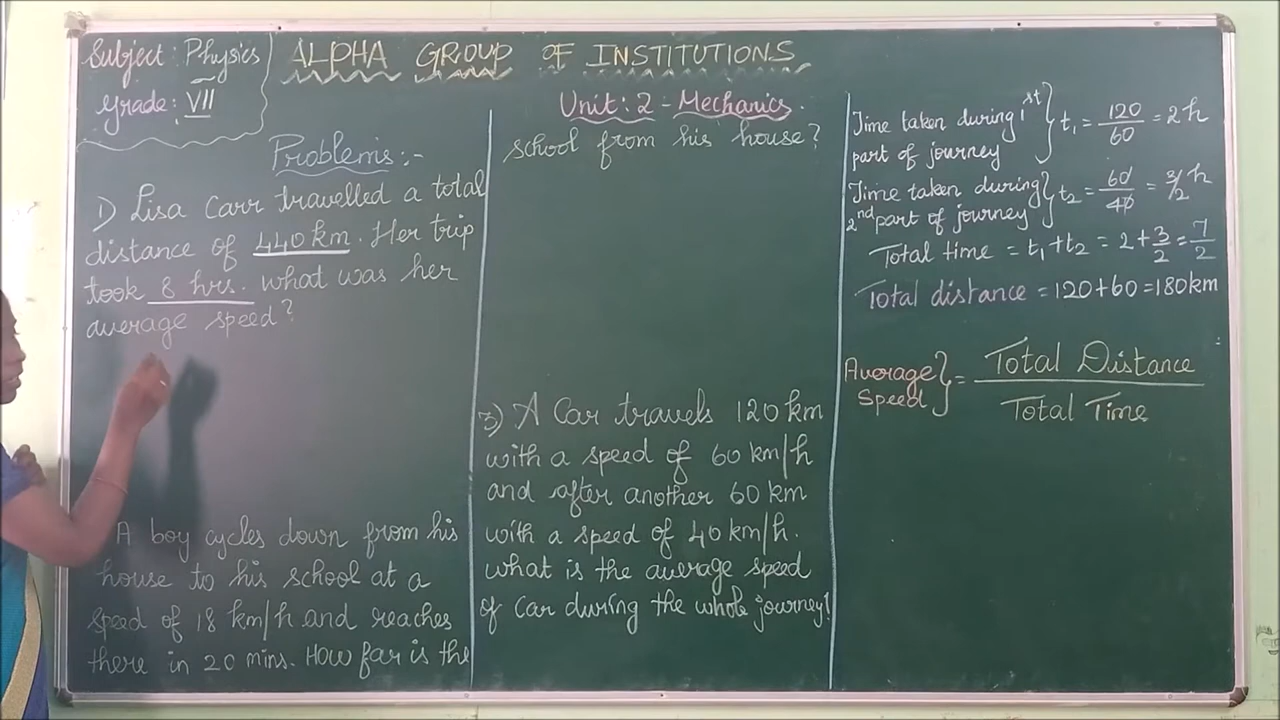 Subject: Physics
Grade: VII
ALPHA GROUP OF INSTITUTIONS
Unit: 2 - Mechanics.
Problems:-
1) Lisa Carr travelled a total
distance of 440 km. Her trip
took 8 hrs. what was her
average speed?
A boy cycles down from his
house to his school at a
speed of 18 km/h and reaches
there in 20 mins. How far is the
school from his house?
3) A Car travels 120 km
with a speed of 60 km/h
and after another 60 km
with a speed of 40 km/h.
what is the average speed
of Car during the whole journey?
Time taken during 1st
part of journey } t1 = 120/60 = 2 h
Time taken during
2nd part of journey } t2 = 60/40 = 3/2 h
Total time = t1 + t2 = 2 + 3/2 = 7/2
Total distance = 120 + 60 = 180 km
Average Speed } = Total Distance / Total Time